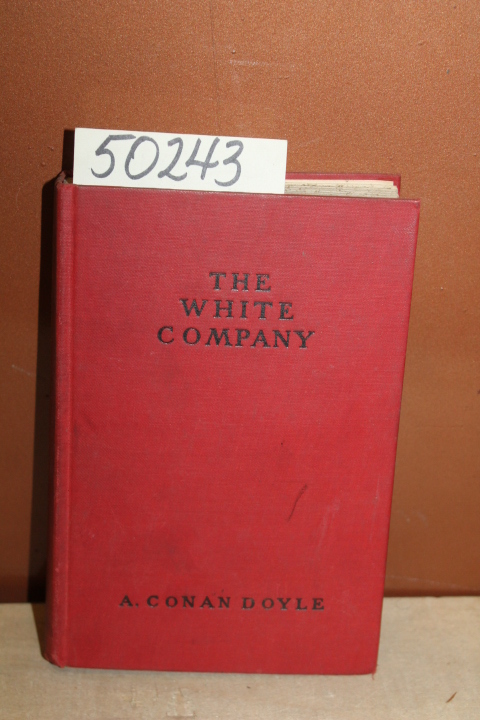 50243
THE
WHITE
COMPANY
A. CONAN DOYLE